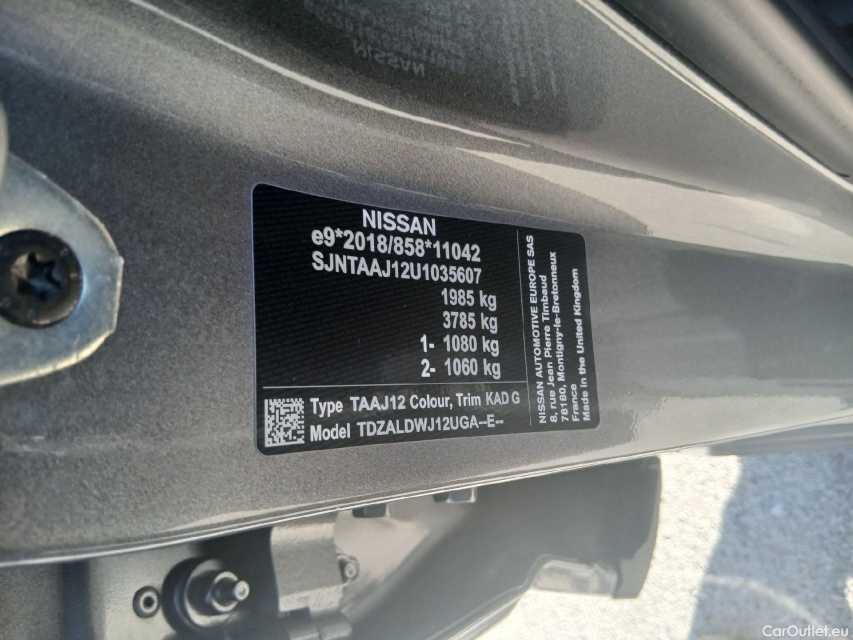 NISSAN
e9*2018/858*11042
SJNTAAJ12U1035607
1985 kg
3785 kg
1- 1080 kg
2- 1060 kg
Type TAAJ12 Colour, Trim KAD G
Model TDZALDWJ12UGA--E--
NISSAN AUTOMOTIVE EUROPE SAS
8, rue Jean Pierre Timbaud
78180, Montigny-le-Bretonneux
France
Made in the United Kingdom
NISSAN
CarOutlet.eu